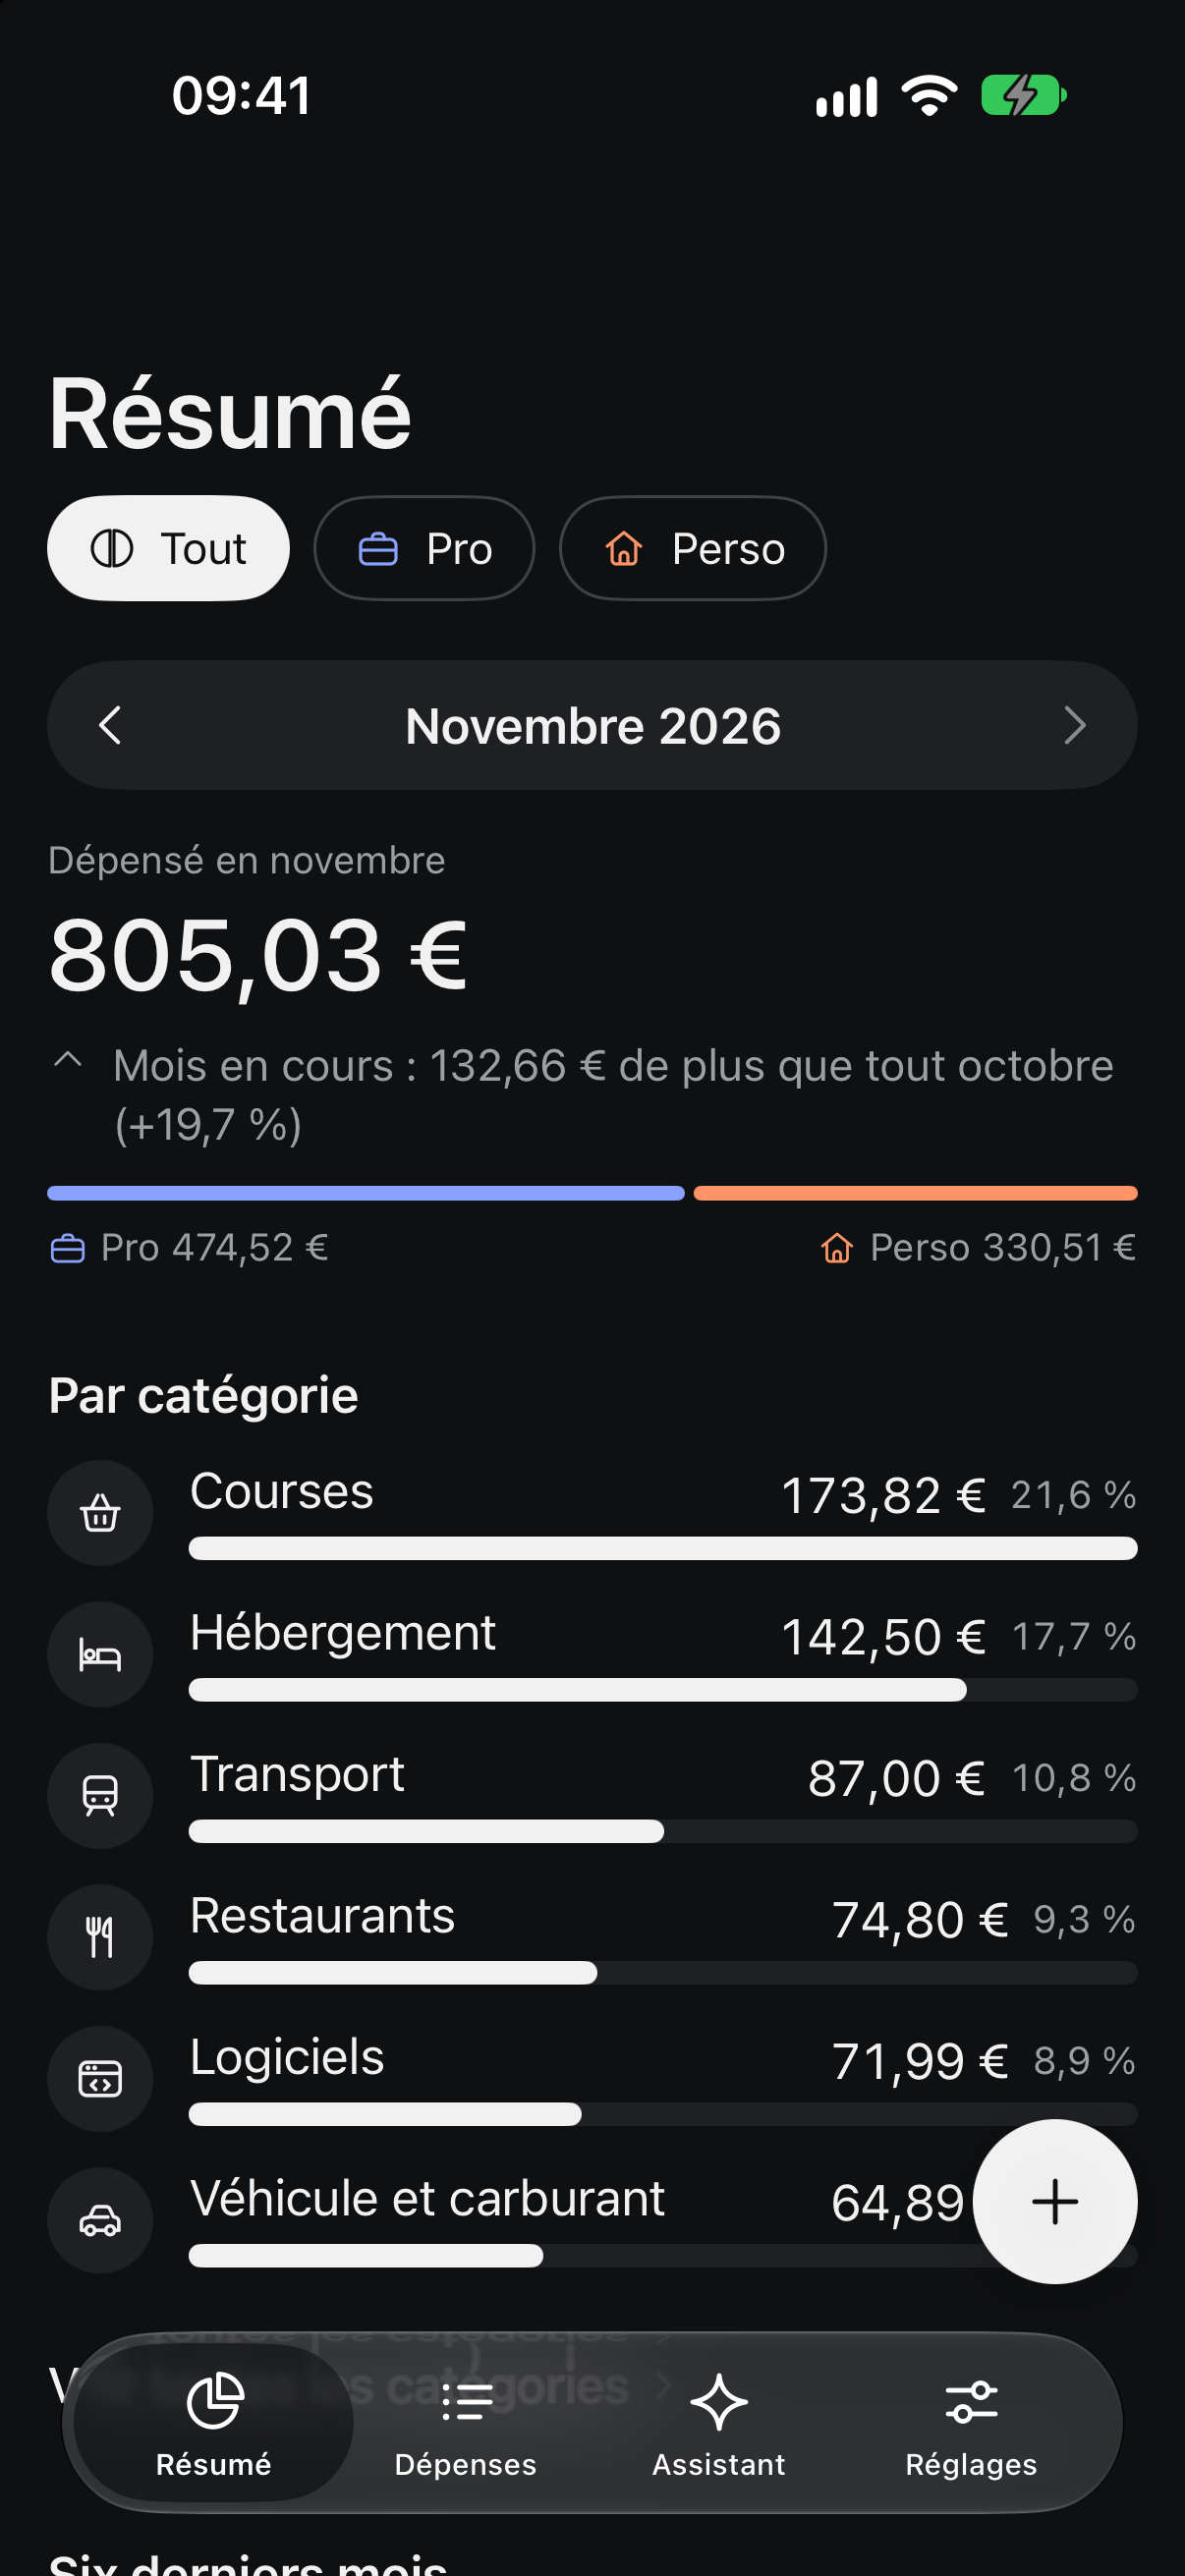 09:41
Résumé
Tout
Pro
Perso
Novembre 2026
Dépensé en novembre
805,03 €
Mois en cours : 132,66 € de plus que tout octobre
(+19,7 %)
Pro 474,52 €
Perso 330,51 €
Par catégorie
Courses 173,82 € 21,6 %
Hébergement 142,50 € 17,7 %
Transport 87,00 € 10,8 %
Restaurants 74,80 € 9,3 %
Logiciels 71,99 € 8,9 %
Véhicule et carburant 64,89
catégories
Résumé
Dépenses
Assistant
Réglages
Six derniers mois